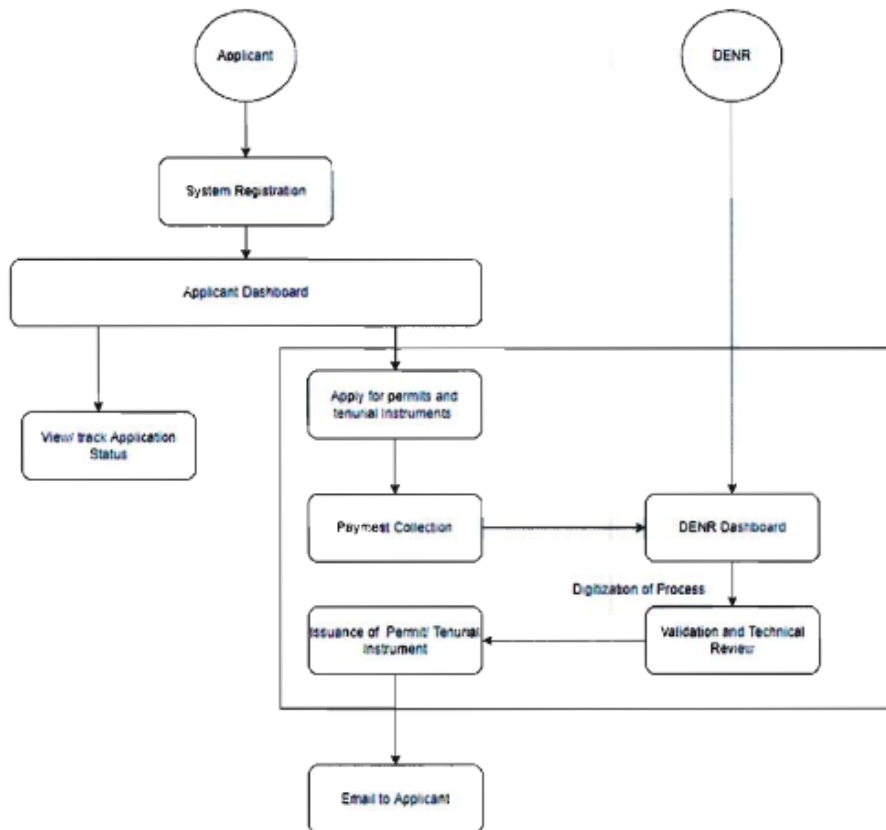 Applicant
DENR
System Registration
Applicant Dashboard
Apply for permits and
tenurial instruments
View/ track Application
Status
Payment Collection
DENR Dashboard
Digitization of Process
Issuance of Permit/ Tenurial
Instrument
Validation and Technical
Review
Email to Applicant